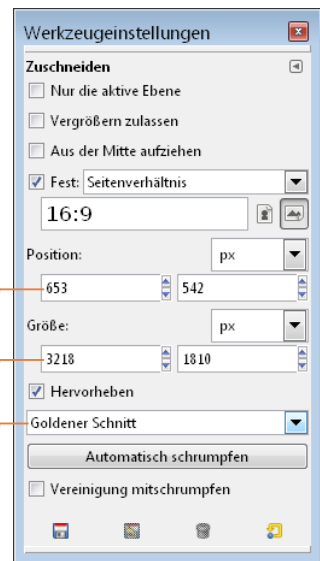 Werkzeugeinstellungen
Zuschneiden
Nur die aktive Ebene
Vergrößern zulassen
Aus der Mitte aufziehen
Fest: Seitenverhältnis
16:9
Position: px
653 542
Größe: px
3218 1810
Hervorheben
Goldener Schnitt
Automatisch schrumpfen
Vereinigung mitschrumpfen